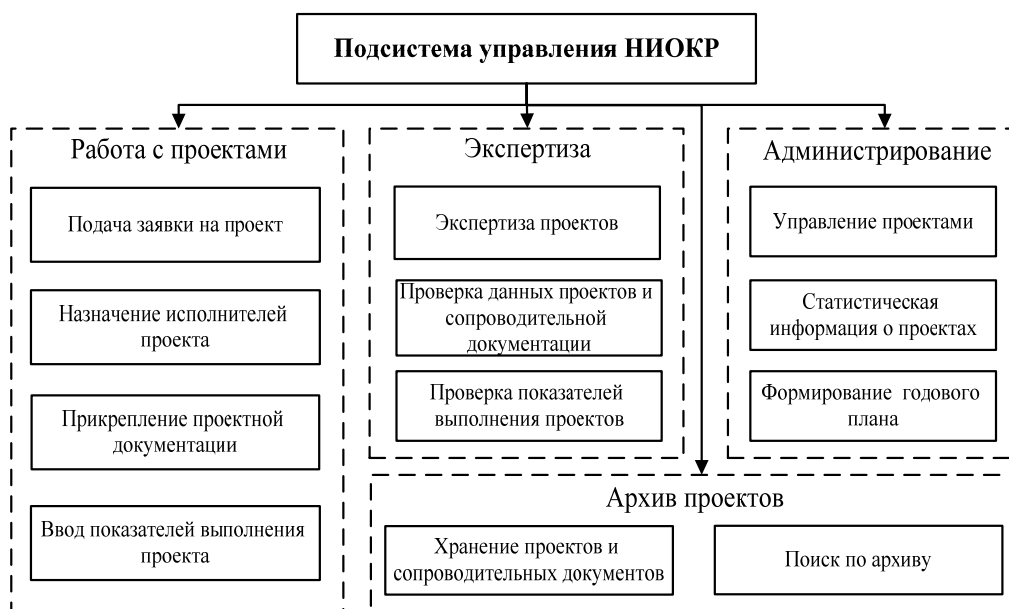 Подсистема управления НИОКР
Работа с проектами
Подача заявки на проект
Назначение исполнителей
проекта
Прикрепление проектной
документации
Ввод показателей выполнения
проекта
Экспертиза
Экспертиза проектов
Проверка данных проектов и
сопроводительной
документации
Проверка показателей
выполнения проектов
Администрирование
Управление проектами
Статистическая
информация о проектах
Формирование годового
плана
Архив проектов
Хранение проектов и
сопроводительных документов
Поиск по архиву